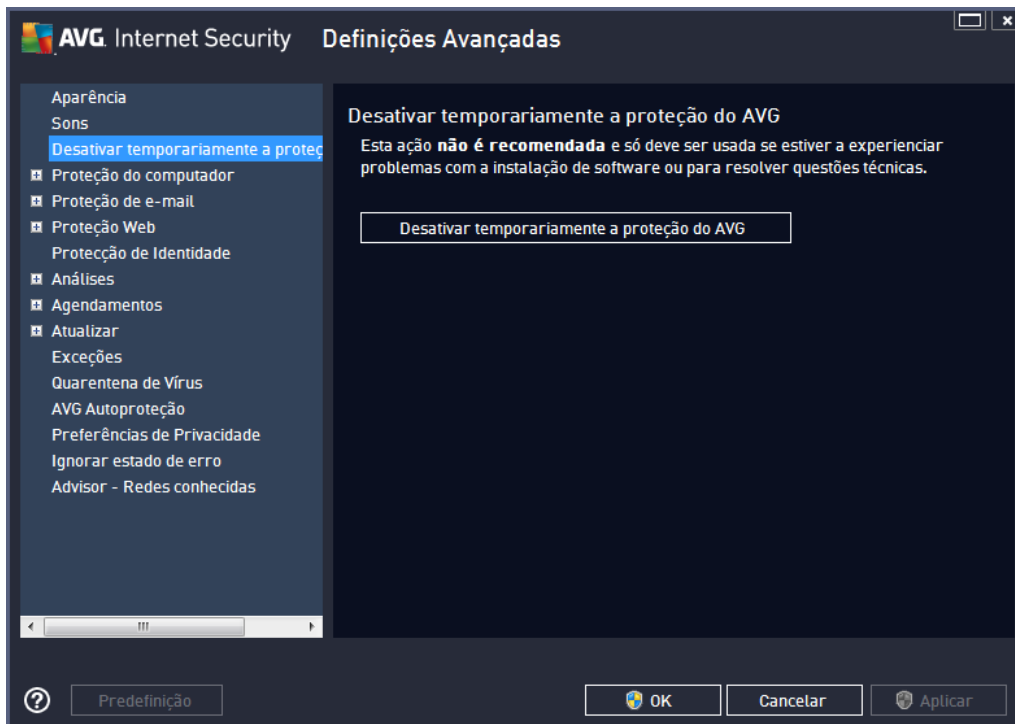 AVG. Internet Security Definições Avançadas
Aparência
Sons
Desativar temporariamente a proteç
Proteção do computador
Proteção de e-mail
Proteção Web
Protecção de Identidade
Análises
Agendamentos
Atualizar
Exceções
Quarentena de Vírus
AVG Autoproteção
Preferências de Privacidade
Ignorar estado de erro
Advisor - Redes conhecidas
Desativar temporariamente a proteção do AVG
Esta ação não é recomendada e só deve ser usada se estiver a experienciar
problemas com a instalação de software ou para resolver questões técnicas.
Desativar temporariamente a proteção do AVG
Predefinição
OK
Cancelar
Aplicar